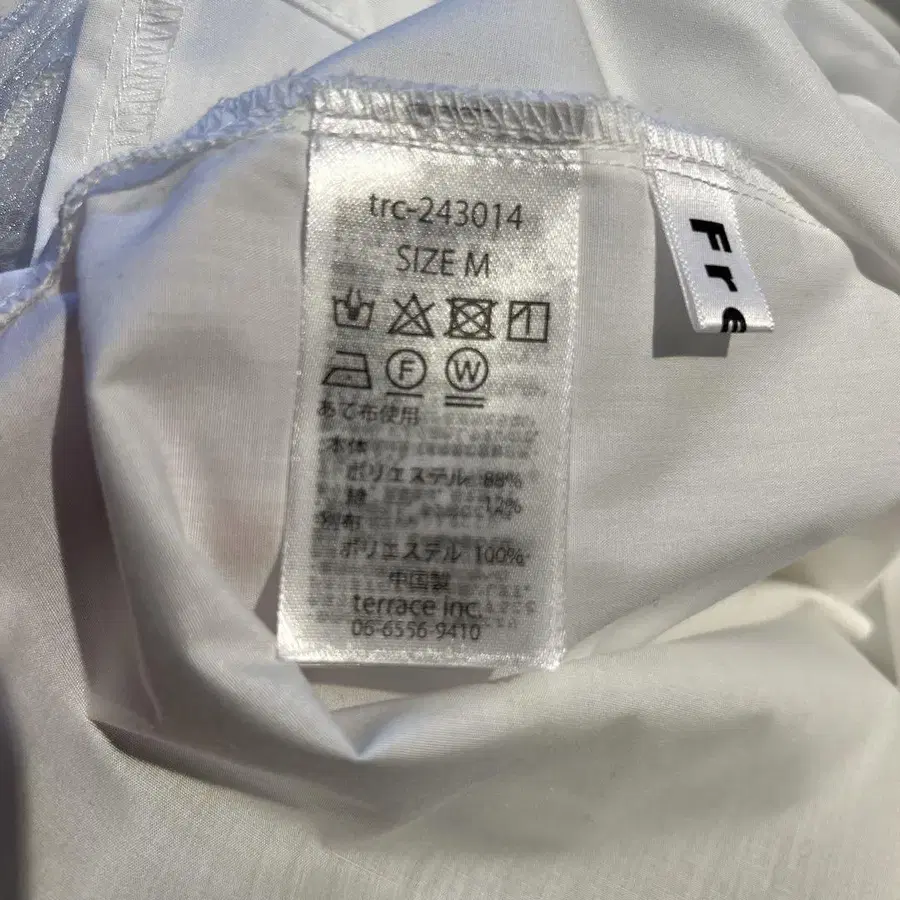 trc-243014
SIZE M
F
W
あて布使用
本体
ポリエステル 88%
綿 12%
別布
ポリエステル 100%
中国製
terrace inc.
06-6556-9410
Fre